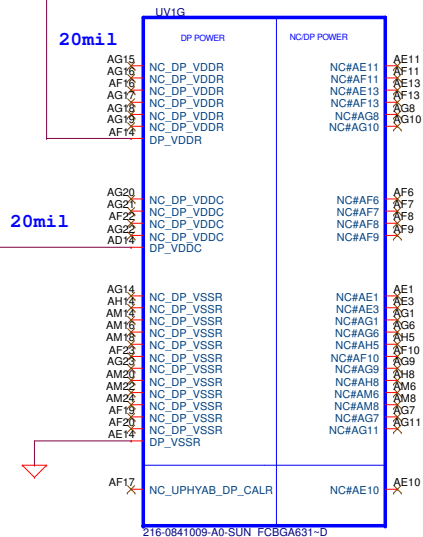 UV1G
20mil
DP POWER NC/DP POWER
AG15 NC_DP_VDDR NC#AE11 AE11
AG16 NC_DP_VDDR NC#AF11 AF11
AF16 NC_DP_VDDR NC#AE13 AE13
AG17 NC_DP_VDDR NC#AF13 AF13
AG18 NC_DP_VDDR NC#AG8 AG8
AG19 NC_DP_VDDR NC#AG10 AG10
AF14 DP_VDDR
AG20 NC_DP_VDDC NC#AF6 AF6
AG21 NC_DP_VDDC NC#AF7 AF7
AF22 NC_DP_VDDC NC#AF8 AF8
AG22 NC_DP_VDDC NC#AF9 AF9
20mil
AD14 DP_VDDC
AG14 NC_DP_VSSR NC#AE1 AE1
AH14 NC_DP_VSSR NC#AE3 AE3
AM14 NC_DP_VSSR NC#AG1 AG1
AM16 NC_DP_VSSR NC#AG6 AG6
AM18 NC_DP_VSSR NC#AH5 AH5
AF23 NC_DP_VSSR NC#AF10 AF10
AG23 NC_DP_VSSR NC#AG9 AG9
AM20 NC_DP_VSSR NC#AH8 AH8
AM22 NC_DP_VSSR NC#AM6 AM6
AM24 NC_DP_VSSR NC#AM8 AM8
AF19 NC_DP_VSSR NC#AG7 AG7
AF20 NC_DP_VSSR NC#AG11 AG11
AE14 DP_VSSR
AF17 NC_UPHYAB_DP_CALR NC#AE10 AE10
216-0841009-A0-SUN_FCBGA631~D